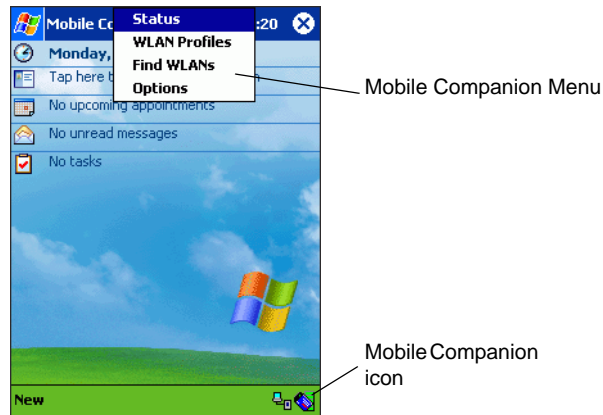 Mobile Co
:20
Status
WLAN Profiles
Find WLANs
Options
Monday,
Tap here t
No upcoming appointments
No unread messages
No tasks
New
Mobile Companion Menu
Mobile Companion
icon